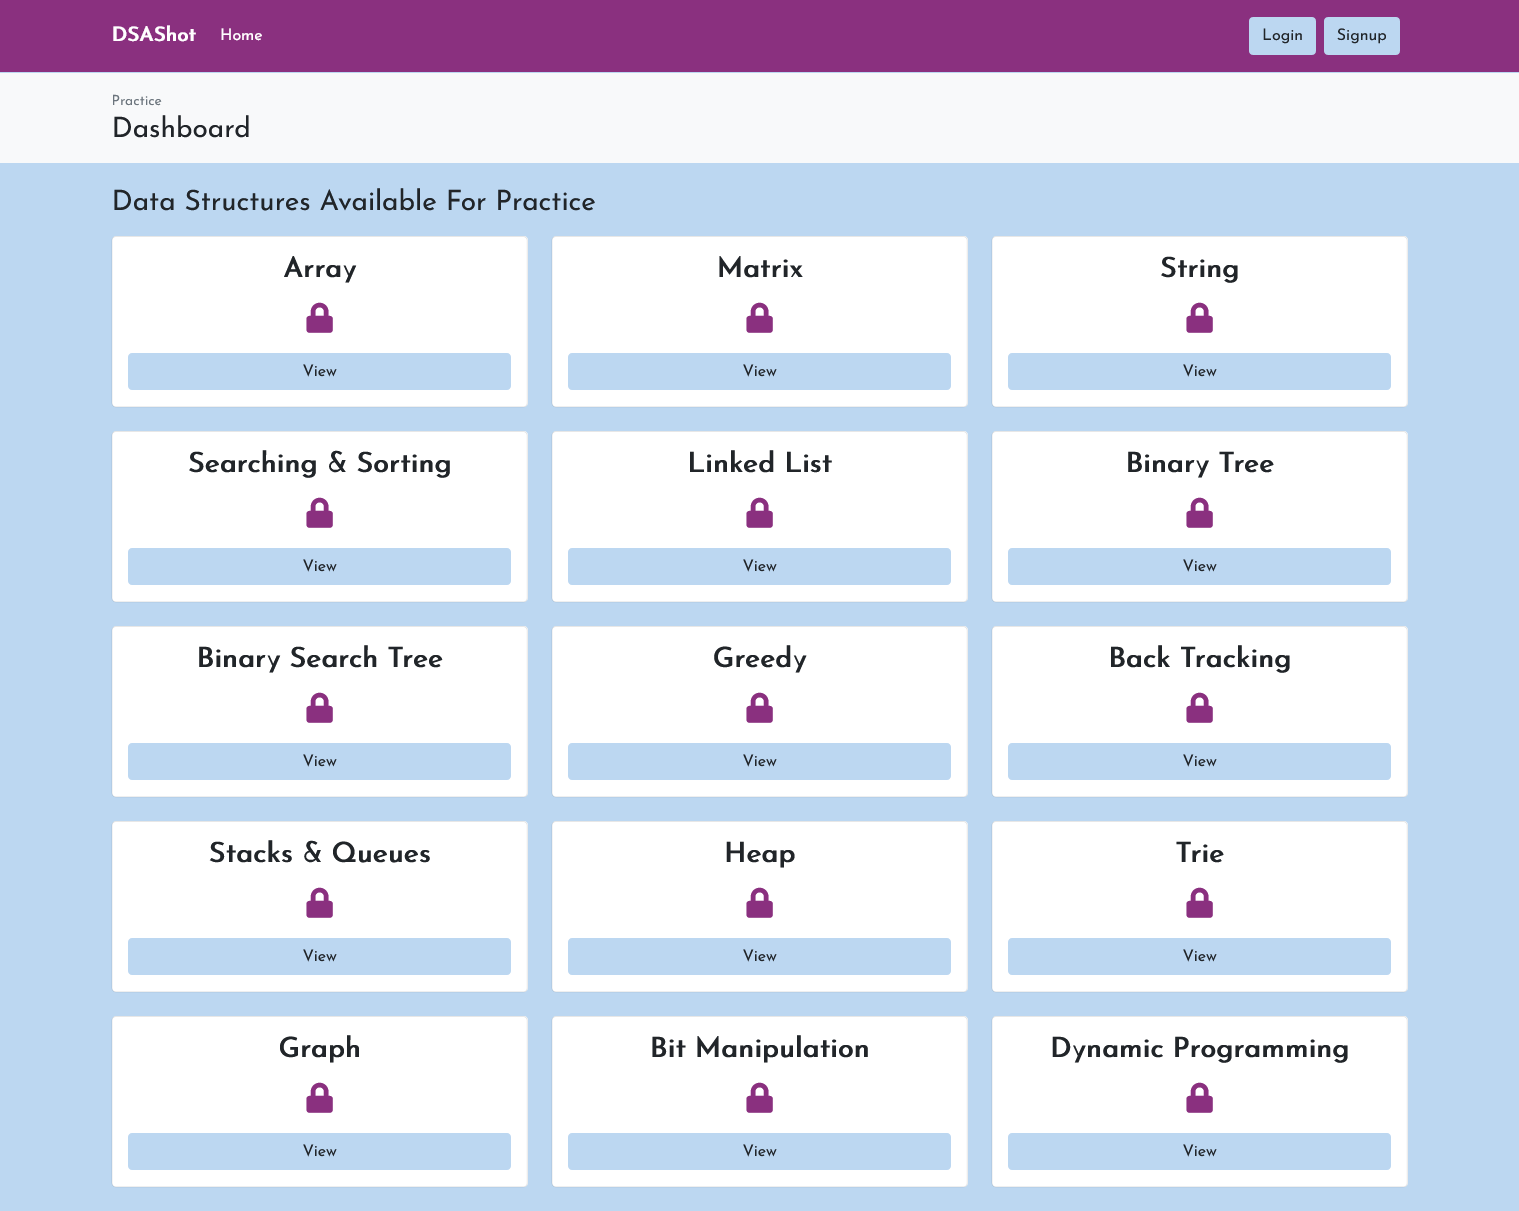 DSAShot Home Login Signup
Practice
Dashboard
Data Structures Available For Practice
Array
View
Matrix
View
String
View
Searching & Sorting
View
Linked List
View
Binary Tree
View
Binary Search Tree
View
Greedy
View
Back Tracking
View
Stacks & Queues
View
Heap
View
Trie
View
Graph
View
Bit Manipulation
View
Dynamic Programming
View